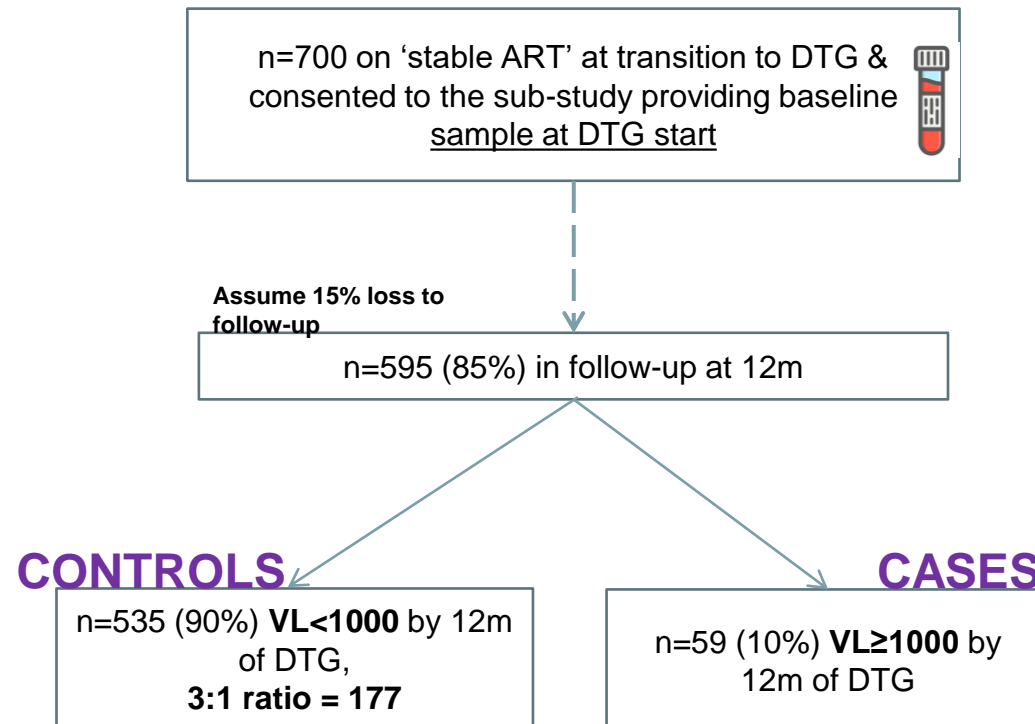 n=700 on ‘stable ART’ at transition to DTG &
consented to the sub-study providing baseline
sample at DTG start
Assume 15% loss to
follow-up
n=595 (85%) in follow-up at 12m
CONTROLS
n=535 (90%) VL<1000 by 12m
of DTG,
3:1 ratio = 177
CASES
n=59 (10%) VL≥1000 by
12m of DTG